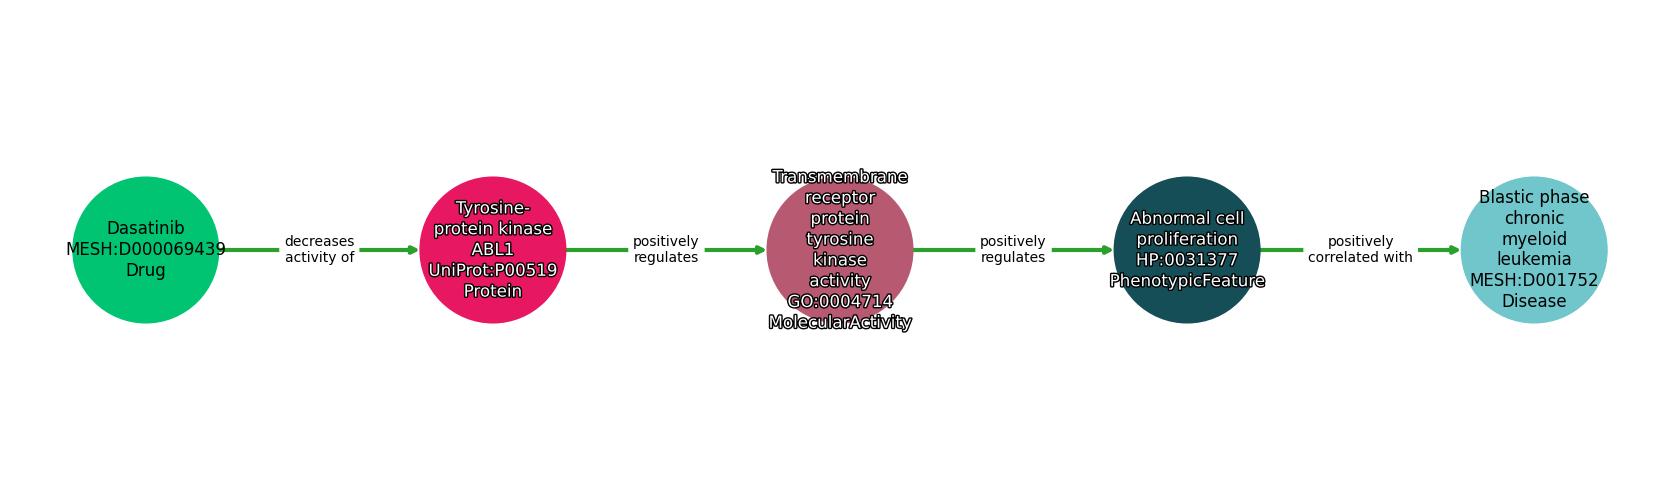 Dasatinib
MESH:D000069439
Drug
decreases
activity of
Tyrosine-
protein kinase
ABL1
UniProt:P00519
Protein
positively
regulates
Transmembrane
receptor
protein
tyrosine
kinase
activity
GO:0004714
MolecularActivity
positively
regulates
Abnormal cell
proliferation
HP:0031377
PhenotypicFeature
positively
correlated with
Blastic phase
chronic
myeloid
leukemia
MESH:D001752
Disease